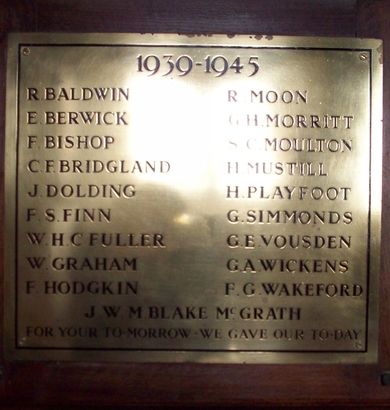 1939-1945
R. BALDWIN R. MOON
E. BERWICK G.H. MORRITT
F. BISHOP S.C. MOULTON
C.F. BRIDGLAND H. MUSTILL
J. DOLDING H. PLAYFOOT
F. S. FINN G. SIMMONDS
W. H. C FULLER G.E. VOUSDEN
W. GRAHAM G.A. WICKENS
F. HODGKIN F. G. WAKEFORD
J W M BLAKE McGRATH
FOR YOUR TO-MORROW - WE GAVE OUR TO-DAY